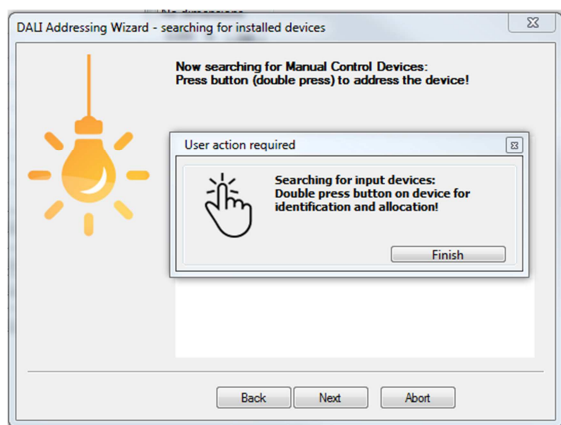 No dimensions
DALI Addressing Wizard - searching for installed devices
Now searching for Manual Control Devices:
Press button (double press) to address the device!
User action required
Searching for input devices:
Double press button on device for
identification and allocation!
Finish
Back
Next
Abort